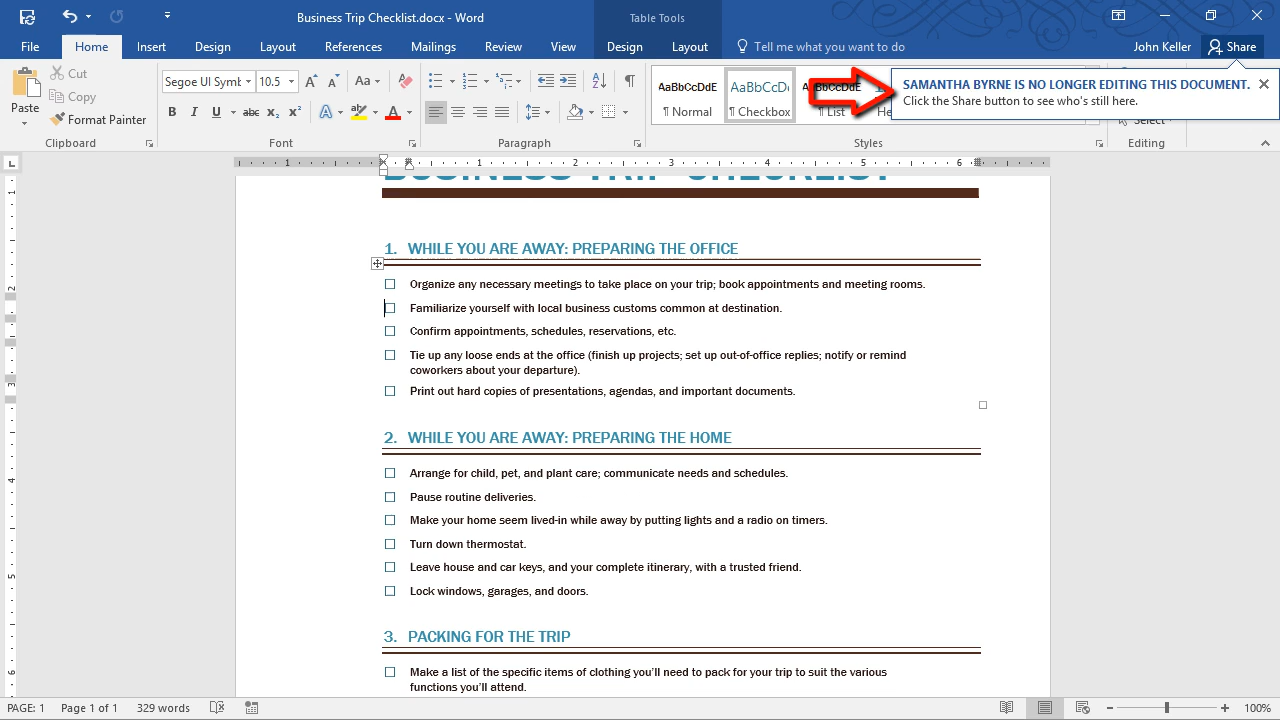 Business Trip Checklist.docx - Word
Table Tools
File
Home
Insert
Design
Layout
References
Mailings
Review
View
Design
Layout
Tell me what you want to do
John Keller
Share
Paste
Cut
Copy
Format Painter
Clipboard
Segoe UI Symb
10.5
Font
Paragraph
AaBbCcDdE
¶ Normal
AaBbCcD
¶ Checkbox
¶ List
Styles
Select
Editing
SAMANTHA BYRNE IS NO LONGER EDITING THIS DOCUMENT.
Click the Share button to see who's still here.
BUSINESS TRIP CHECKLIST
1. WHILE YOU ARE AWAY: PREPARING THE OFFICE
Organize any necessary meetings to take place on your trip; book appointments and meeting rooms.
Familiarize yourself with local business customs common at destination.
Confirm appointments, schedules, reservations, etc.
Tie up any loose ends at the office (finish up projects; set up out-of-office replies; notify or remind
coworkers about your departure).
Print out hard copies of presentations, agendas, and important documents.
2. WHILE YOU ARE AWAY: PREPARING THE HOME
Arrange for child, pet, and plant care; communicate needs and schedules.
Pause routine deliveries.
Make your home seem lived-in while away by putting lights and a radio on timers.
Turn down thermostat.
Leave house and car keys, and your complete itinerary, with a trusted friend.
Lock windows, garages, and doors.
3. PACKING FOR THE TRIP
Make a list of the specific items of clothing you'll need to pack for your trip to suit the various
functions you'll attend.
PAGE: 1
Page 1 of 1
329 words
100%